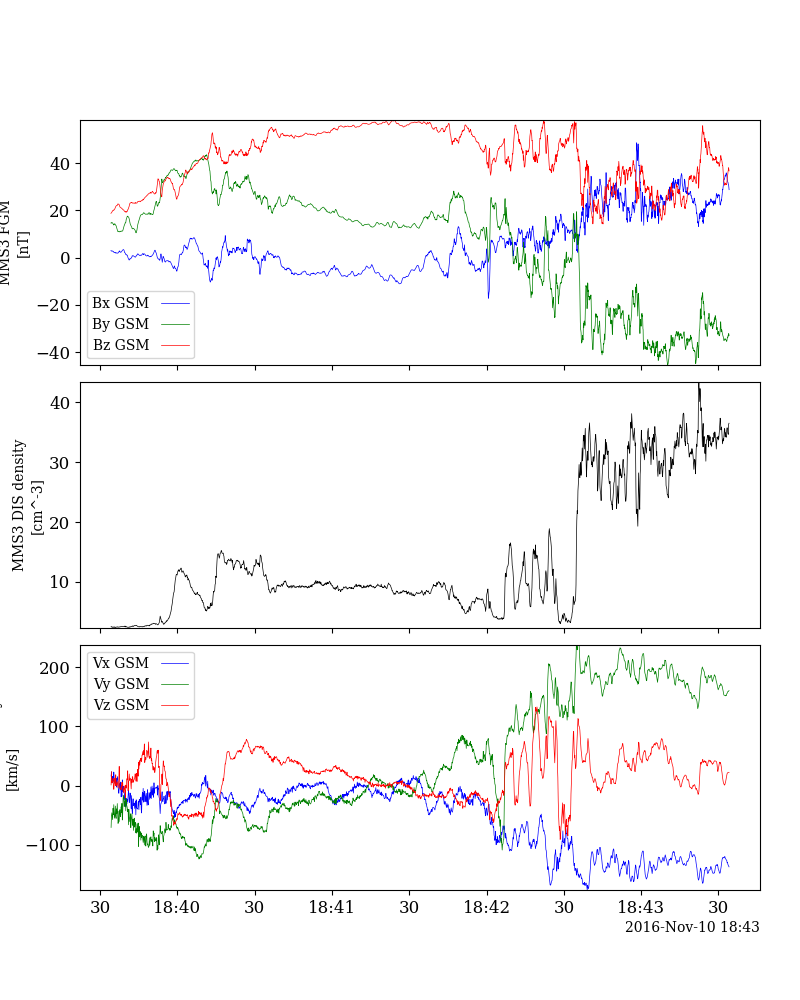 40
20
0
−20
−40
MMS3 FGM
[nT]
Bx GSM
By GSM
Bz GSM
40
30
20
10
MMS3 DIS density
[cm^-3]
200
100
0
−100
[km/s]
Vx GSM
Vy GSM
Vz GSM
30 18:40 30 18:41 30 18:42 30 18:43 30
2016-Nov-10 18:43